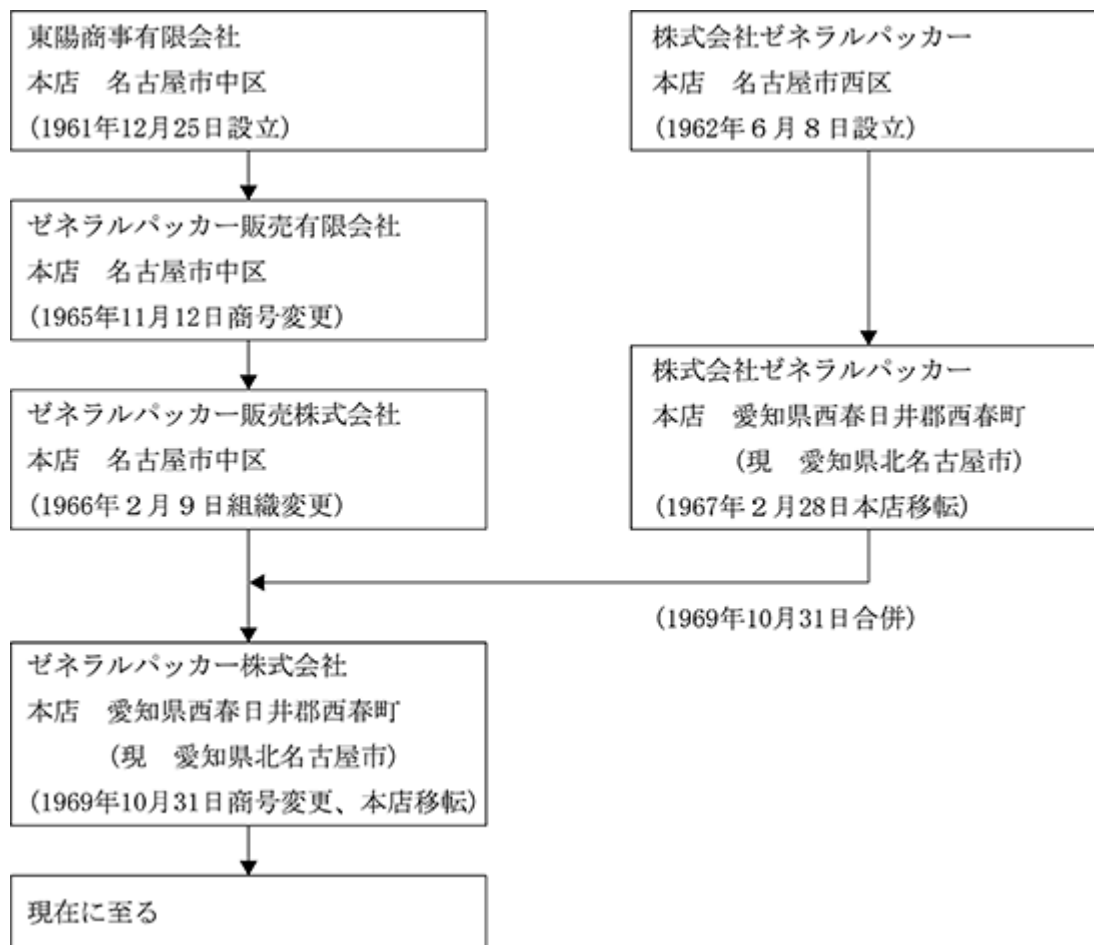 東陽商事有限会社
本店　名古屋市中区
(1961年12月25日設立)
ゼネラルパッカー販売有限会社
本店　名古屋市中区
(1965年11月12日商号変更)
ゼネラルパッカー販売株式会社
本店　名古屋市中区
(1966年２月９日組織変更)
株式会社ゼネラルパッカー
本店　名古屋市西区
(1962年６月８日設立)
株式会社ゼネラルパッカー
本店　愛知県西春日井郡西春町
(現　愛知県北名古屋市)
(1967年２月28日本店移転)
(1969年10月31日合併)
ゼネラルパッカー株式会社
本店　愛知県西春日井郡西春町
(現　愛知県北名古屋市)
(1969年10月31日商号変更、本店移転)
現在に至る